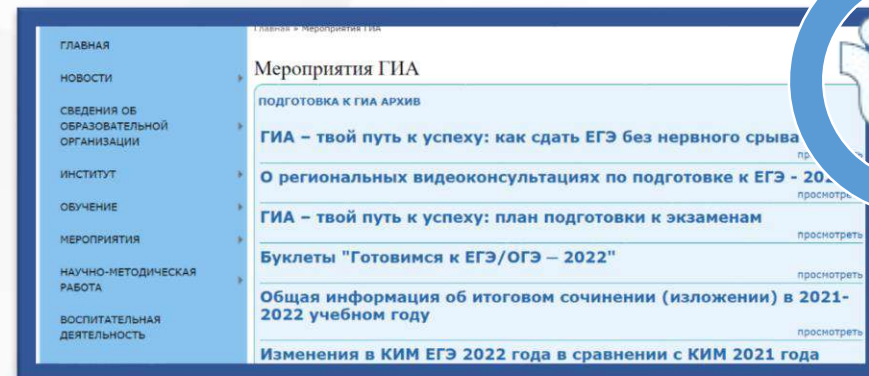 Главная » Мероприятия ГИА
ГЛАВНАЯ
НОВОСТИ
СВЕДЕНИЯ ОБ
ОБРАЗОВАТЕЛЬНОЙ
ОРГАНИЗАЦИИ
ИНСТИТУТ
ОБУЧЕНИЕ
МЕРОПРИЯТИЯ
НАУЧНО-МЕТОДИЧЕСКАЯ
РАБОТА
ВОСПИТАТЕЛЬНАЯ
ДЕЯТЕЛЬНОСТЬ
Мероприятия ГИА
ПОДГОТОВКА К ГИА АРХИВ
ГИА – твой путь к успеху: как сдать ЕГЭ без нервного срыва
О региональных видеоконсультациях по подготовке к ЕГЭ -
ГИА – твой путь к успеху: план подготовки к экзаменам
просмотреть
Буклеты "Готовимся к ЕГЭ/ОГЭ — 2022"
просмотреть
Общая информация об итоговом сочинении (изложении) в 2021-
2022 учебном году
просмотреть
Изменения в КИМ ЕГЭ 2022 года в сравнении с КИМ 2021 года